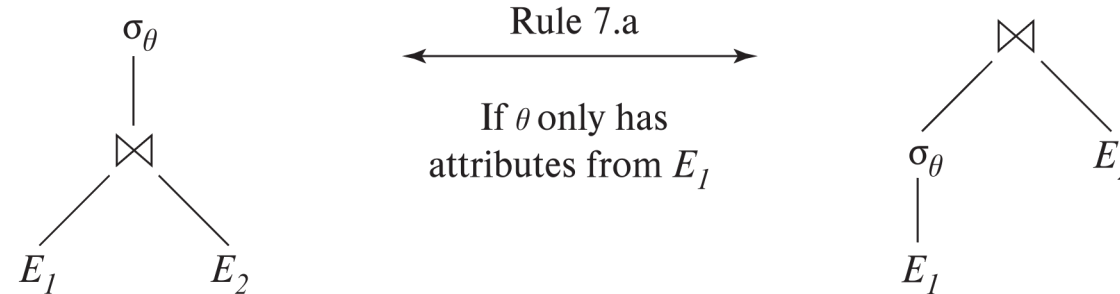 σθ
Rule 7.a
If θ only has
attributes from E1
E1
E2
σθ
E1
E